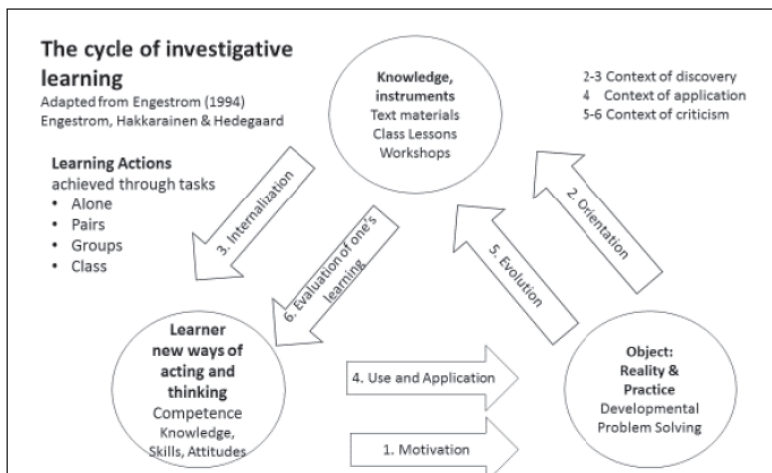 The cycle of investigative
learning
Adapted from Engestrom (1994)
Engestrom, Hakkarainen & Hedegaard
Learning Actions
achieved through tasks
• Alone
• Pairs
• Groups
• Class
Knowledge,
instruments
Text materials
Class Lessons
Workshops
2-3 Context of discovery
4 Context of application
5-6 Context of criticism
3. Internalization
6. Evaluation of one's
learning
5. Evolution
2. Orientation
Learner
new ways of
acting and
thinking
Competence
Knowledge,
Skills, Attitudes
4. Use and Application
1. Motivation
Object:
Reality &
Practice
Developmental
Problem Solving